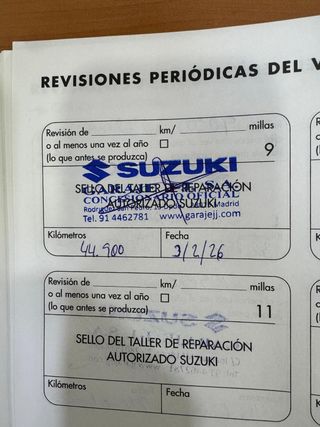 REVISIONES PERIÓDICAS DEL V
Revisión de km/ millas
o al menos una vez al año
(lo que antes se produzca) 9
SUZUKI
SELLO DEL TALLER DE REPARACIÓN
CONCESIONARIO OFICIAL
AUTORIZADO SUZUKI
Madrid
Tel. 91 4462781 www.garajejj.com
Kilómetros Fecha
44.900 3/2/26
Revisión de km/ millas
o al menos una vez al año
(lo que antes se produzca) 11
SELLO DEL TALLER DE REPARACIÓN
AUTORIZADO SUZUKI
Kilómetros Fecha